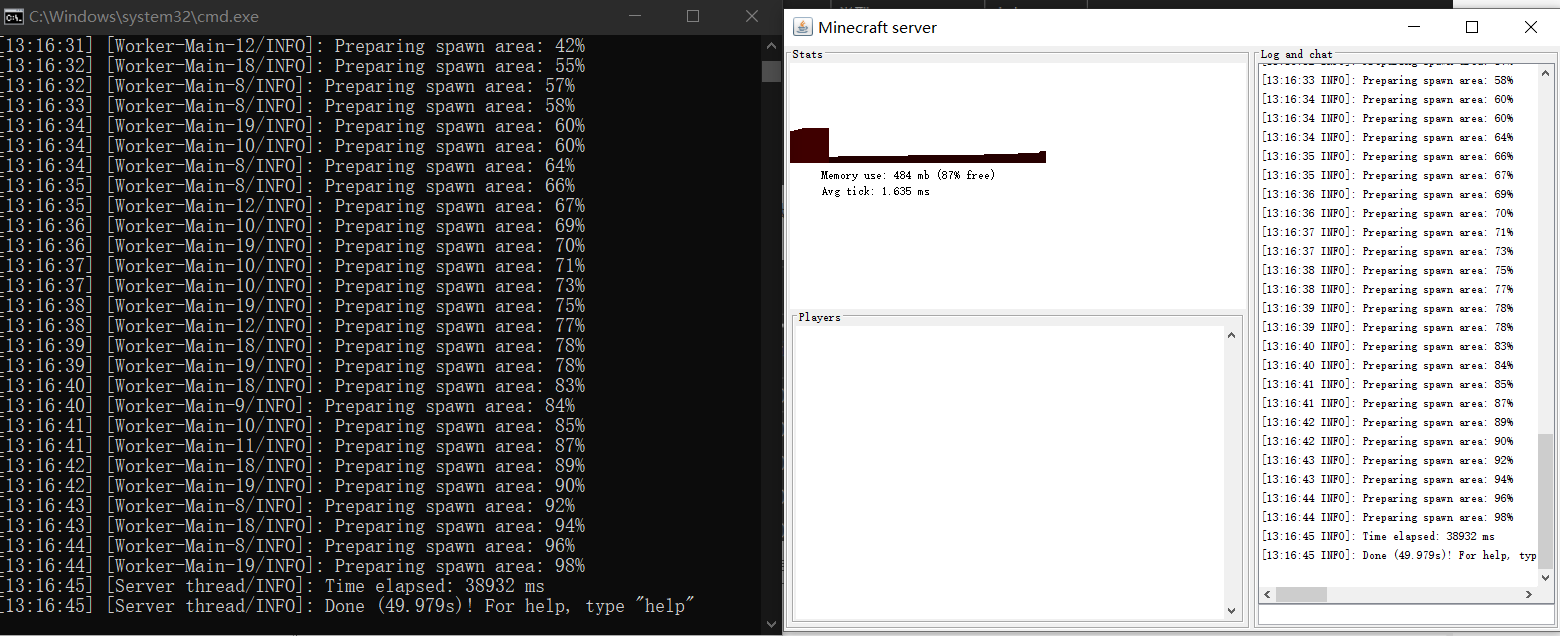 C:\Windows\system32\cmd.exe
[13:16:31] [Worker-Main-12/INFO]: Preparing spawn area: 42%
[13:16:32] [Worker-Main-18/INFO]: Preparing spawn area: 55%
[13:16:32] [Worker-Main-8/INFO]: Preparing spawn area: 57%
[13:16:33] [Worker-Main-8/INFO]: Preparing spawn area: 58%
[13:16:34] [Worker-Main-19/INFO]: Preparing spawn area: 60%
[13:16:34] [Worker-Main-10/INFO]: Preparing spawn area: 60%
[13:16:34] [Worker-Main-8/INFO]: Preparing spawn area: 64%
[13:16:35] [Worker-Main-8/INFO]: Preparing spawn area: 66%
[13:16:35] [Worker-Main-12/INFO]: Preparing spawn area: 67%
[13:16:36] [Worker-Main-10/INFO]: Preparing spawn area: 69%
[13:16:36] [Worker-Main-19/INFO]: Preparing spawn area: 70%
[13:16:37] [Worker-Main-10/INFO]: Preparing spawn area: 71%
[13:16:37] [Worker-Main-10/INFO]: Preparing spawn area: 73%
[13:16:38] [Worker-Main-19/INFO]: Preparing spawn area: 75%
[13:16:38] [Worker-Main-12/INFO]: Preparing spawn area: 77%
[13:16:39] [Worker-Main-18/INFO]: Preparing spawn area: 78%
[13:16:39] [Worker-Main-19/INFO]: Preparing spawn area: 78%
[13:16:40] [Worker-Main-18/INFO]: Preparing spawn area: 83%
[13:16:40] [Worker-Main-9/INFO]: Preparing spawn area: 84%
[13:16:41] [Worker-Main-10/INFO]: Preparing spawn area: 85%
[13:16:41] [Worker-Main-11/INFO]: Preparing spawn area: 87%
[13:16:42] [Worker-Main-18/INFO]: Preparing spawn area: 89%
[13:16:42] [Worker-Main-19/INFO]: Preparing spawn area: 90%
[13:16:43] [Worker-Main-8/INFO]: Preparing spawn area: 92%
[13:16:43] [Worker-Main-18/INFO]: Preparing spawn area: 94%
[13:16:44] [Worker-Main-8/INFO]: Preparing spawn area: 96%
[13:16:44] [Worker-Main-19/INFO]: Preparing spawn area: 98%
[13:16:45] [Server thread/INFO]: Time elapsed: 38932 ms
[13:16:45] [Server thread/INFO]: Done (49.979s)! For help, type "help"
Minecraft server
Stats
Memory use: 484 mb (87% free)
Avg tick: 1.635 ms
Players
Log and chat
[13:16:33 INFO]: Preparing spawn area: 58%
[13:16:34 INFO]: Preparing spawn area: 60%
[13:16:34 INFO]: Preparing spawn area: 60%
[13:16:34 INFO]: Preparing spawn area: 64%
[13:16:35 INFO]: Preparing spawn area: 66%
[13:16:35 INFO]: Preparing spawn area: 67%
[13:16:36 INFO]: Preparing spawn area: 69%
[13:16:36 INFO]: Preparing spawn area: 70%
[13:16:37 INFO]: Preparing spawn area: 71%
[13:16:37 INFO]: Preparing spawn area: 73%
[13:16:38 INFO]: Preparing spawn area: 75%
[13:16:38 INFO]: Preparing spawn area: 77%
[13:16:39 INFO]: Preparing spawn area: 78%
[13:16:39 INFO]: Preparing spawn area: 78%
[13:16:40 INFO]: Preparing spawn area: 83%
[13:16:40 INFO]: Preparing spawn area: 84%
[13:16:41 INFO]: Preparing spawn area: 85%
[13:16:41 INFO]: Preparing spawn area: 87%
[13:16:42 INFO]: Preparing spawn area: 89%
[13:16:42 INFO]: Preparing spawn area: 90%
[13:16:43 INFO]: Preparing spawn area: 92%
[13:16:43 INFO]: Preparing spawn area: 94%
[13:16:44 INFO]: Preparing spawn area: 96%
[13:16:44 INFO]: Preparing spawn area: 98%
[13:16:45 INFO]: Time elapsed: 38932 ms
[13:16:45 INFO]: Done (49.979s)! For help, typ